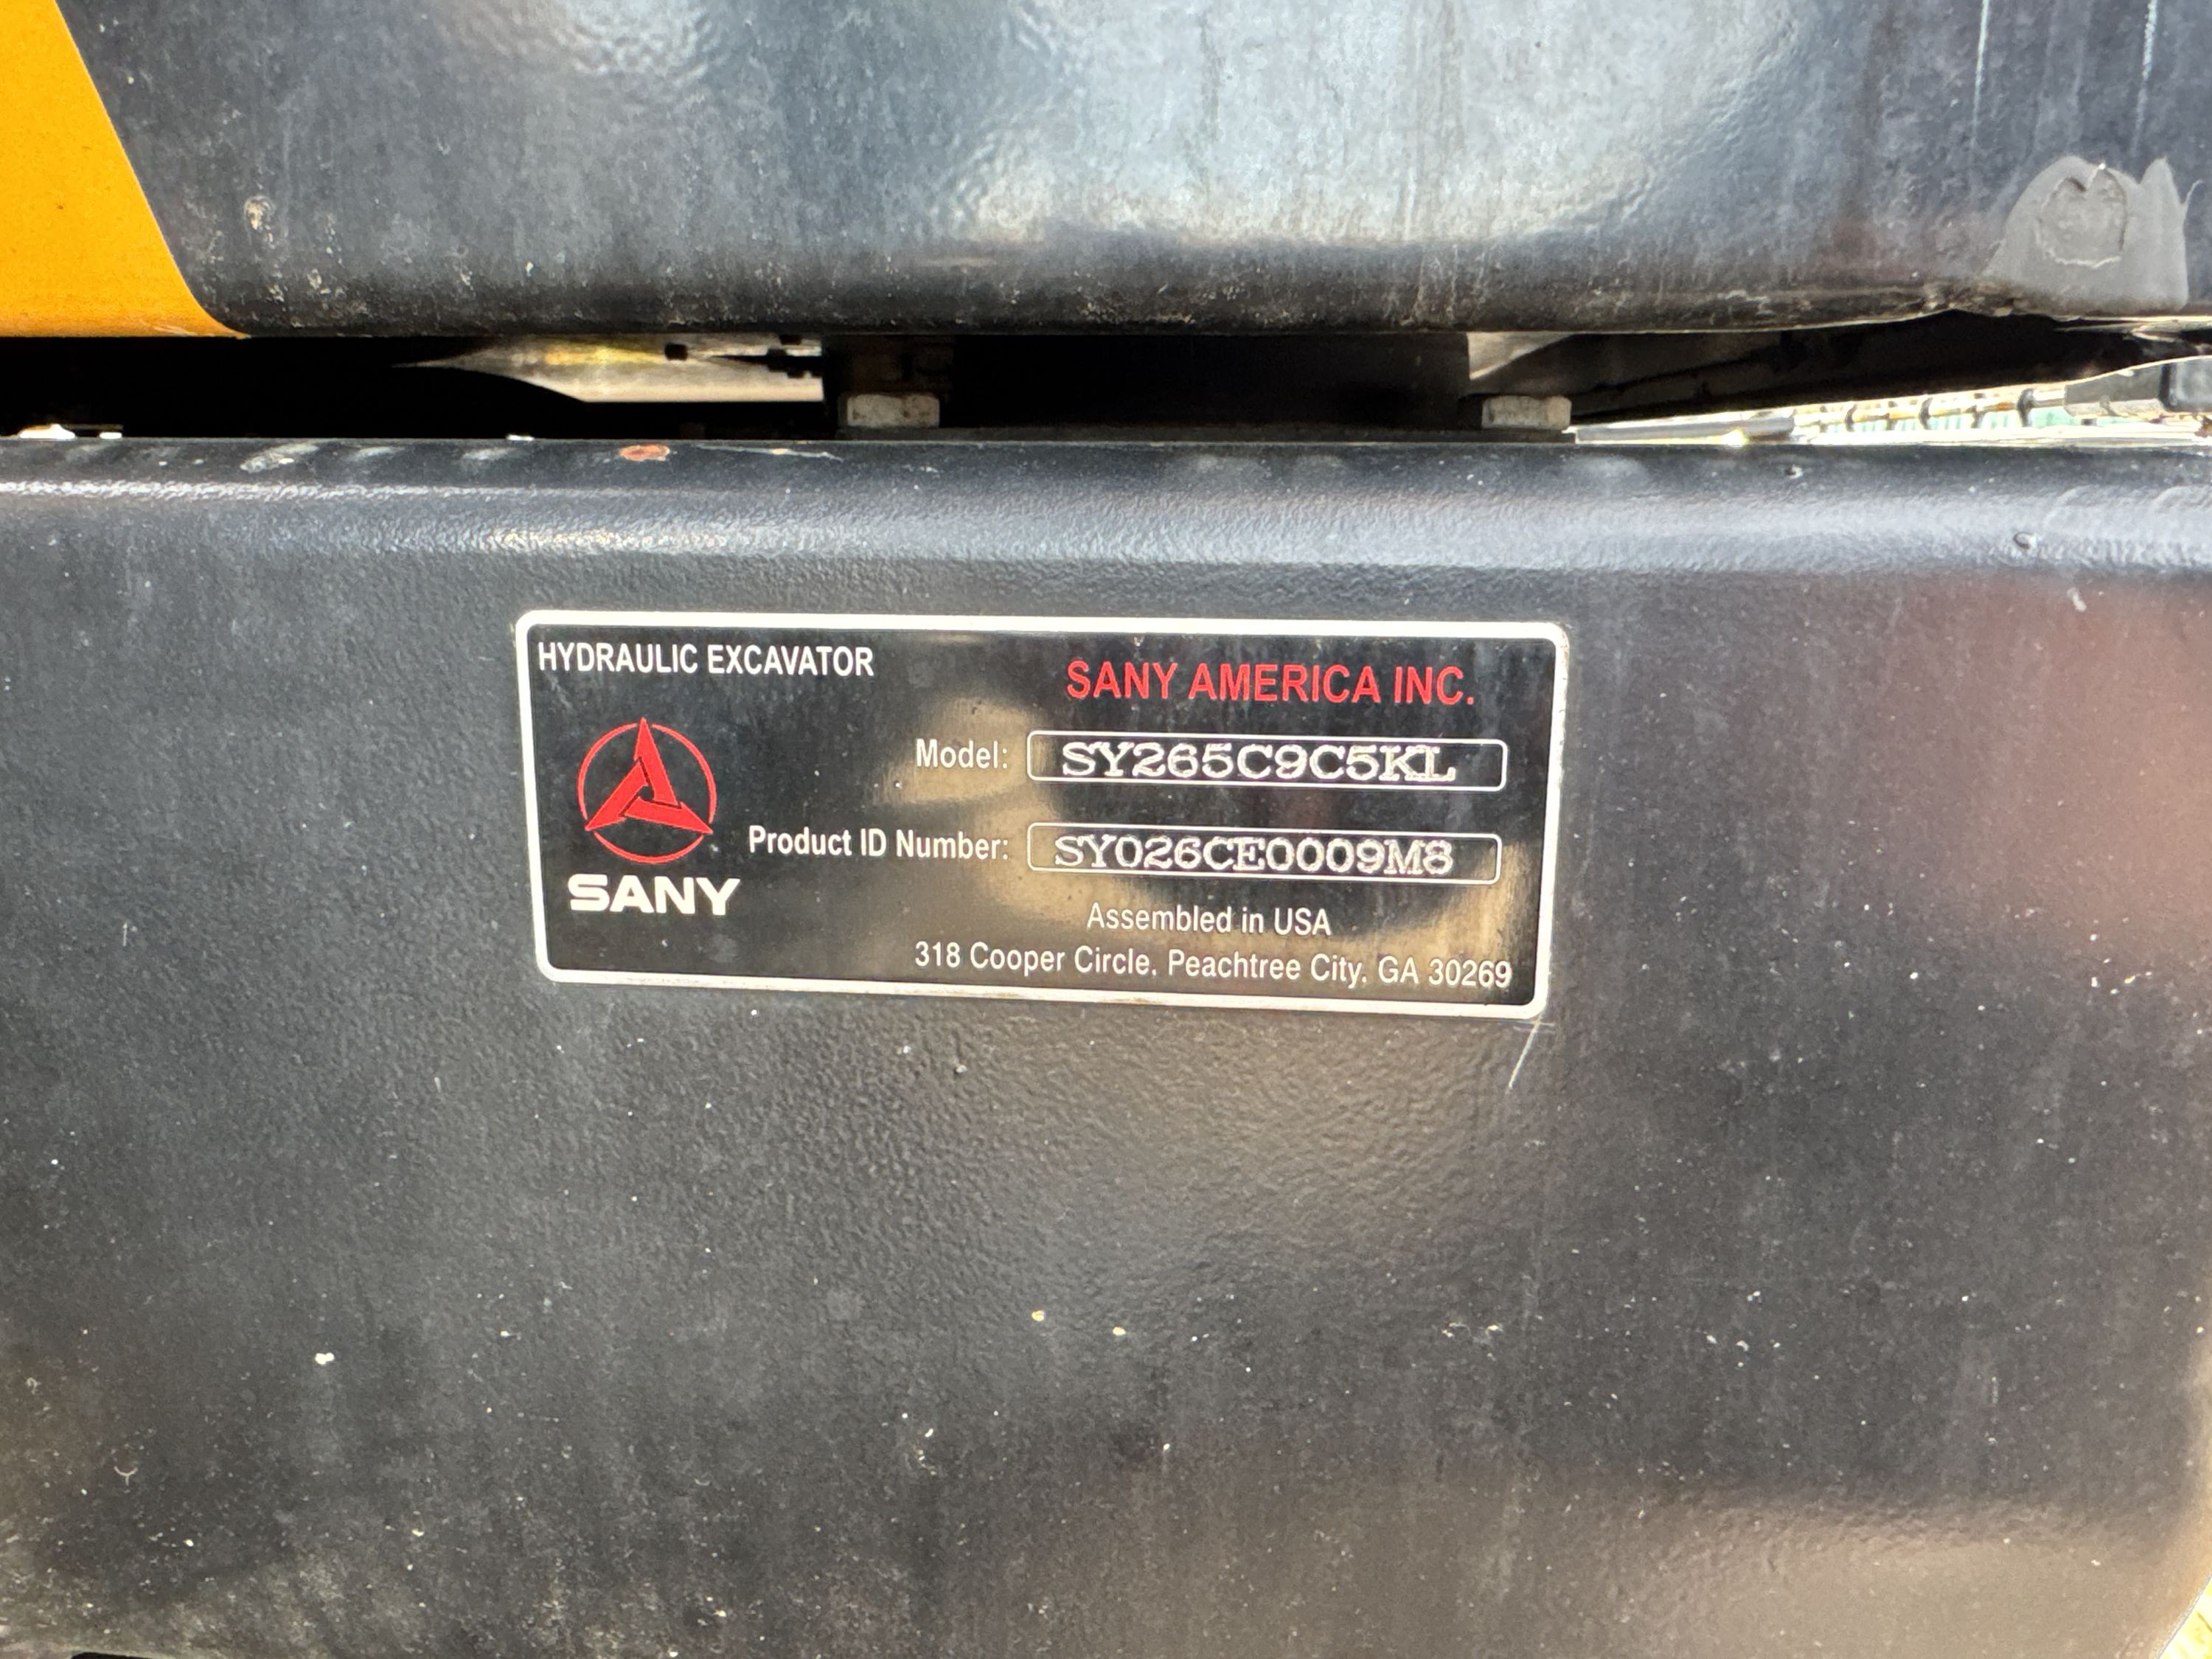 HYDRAULIC EXCAVATOR
SANY AMERICA INC.
Model: SY265C9C5KL
Product ID Number: SY026CE0009M8
SANY
Assembled in USA
318 Cooper Circle, Peachtree City, GA 30269